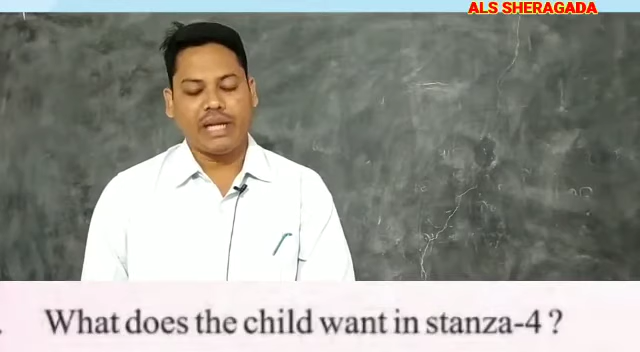 ALS SHERAGADA
. What does the child want in stanza-4 ?